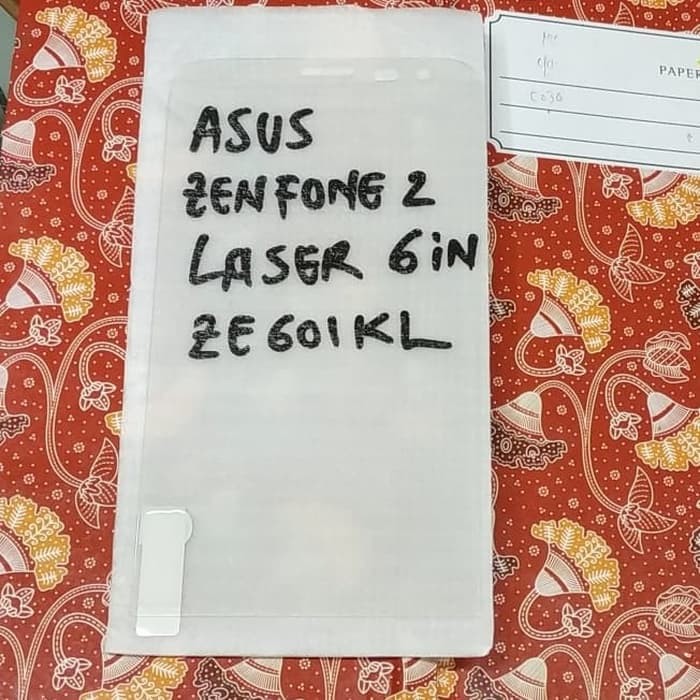 ASUS
ZENFONE 2
LASER 6iN
ZE601KL
PAPER